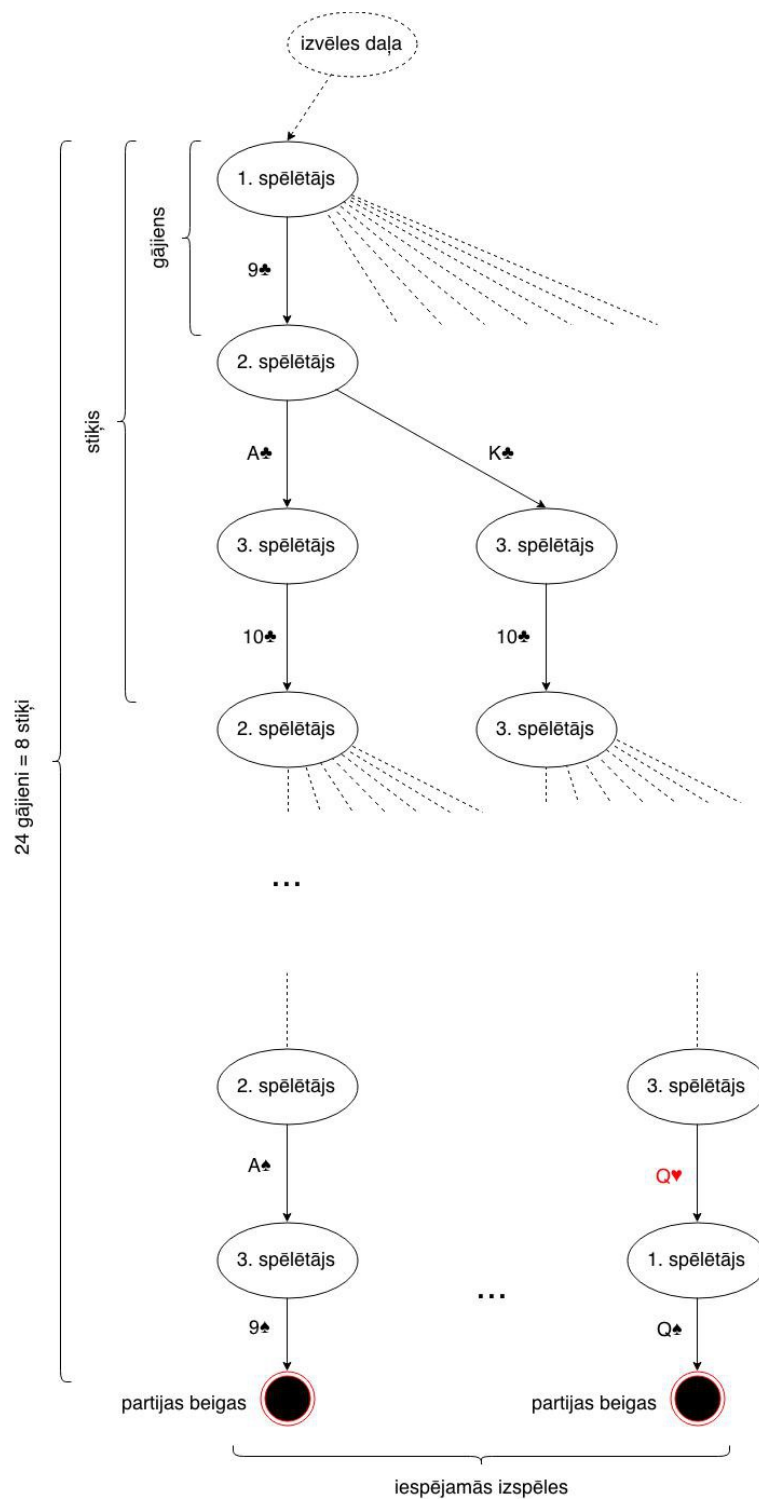 izvēles daļa
1. spēlētājs
gājiens
9♣
2. spēlētājs
stiķis
A♣
K♣
3. spēlētājs
3. spēlētājs
10♣
10♣
2. spēlētājs
3. spēlētājs
24 gājieni = 8 stiķi
...
2. spēlētājs
3. spēlētājs
A♠
Q♥
3. spēlētājs
1. spēlētājs
...
9♠
Q♠
partijas beigas
partijas beigas
iespējamās izspēles